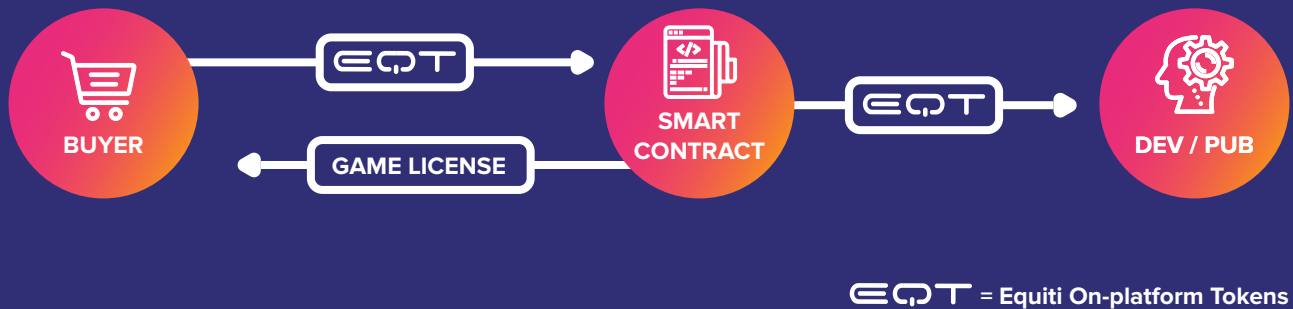 EQT
BUYER
GAME LICENSE
</>
SMART
CONTRACT
EQT
DEV / PUB
EQT = Equiti On-platform Tokens